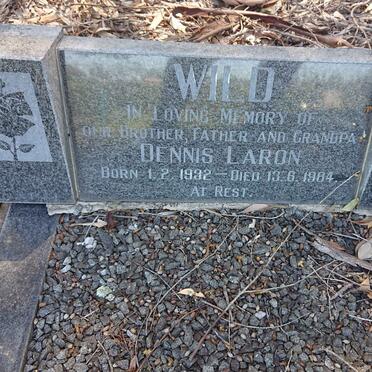 WILD
IN LOVING MEMORY OF
OUR BROTHER, FATHER AND GRANDPA
DENNIS LARON
BORN 1.2.1932 — DIED 13.6.1984
AT REST.